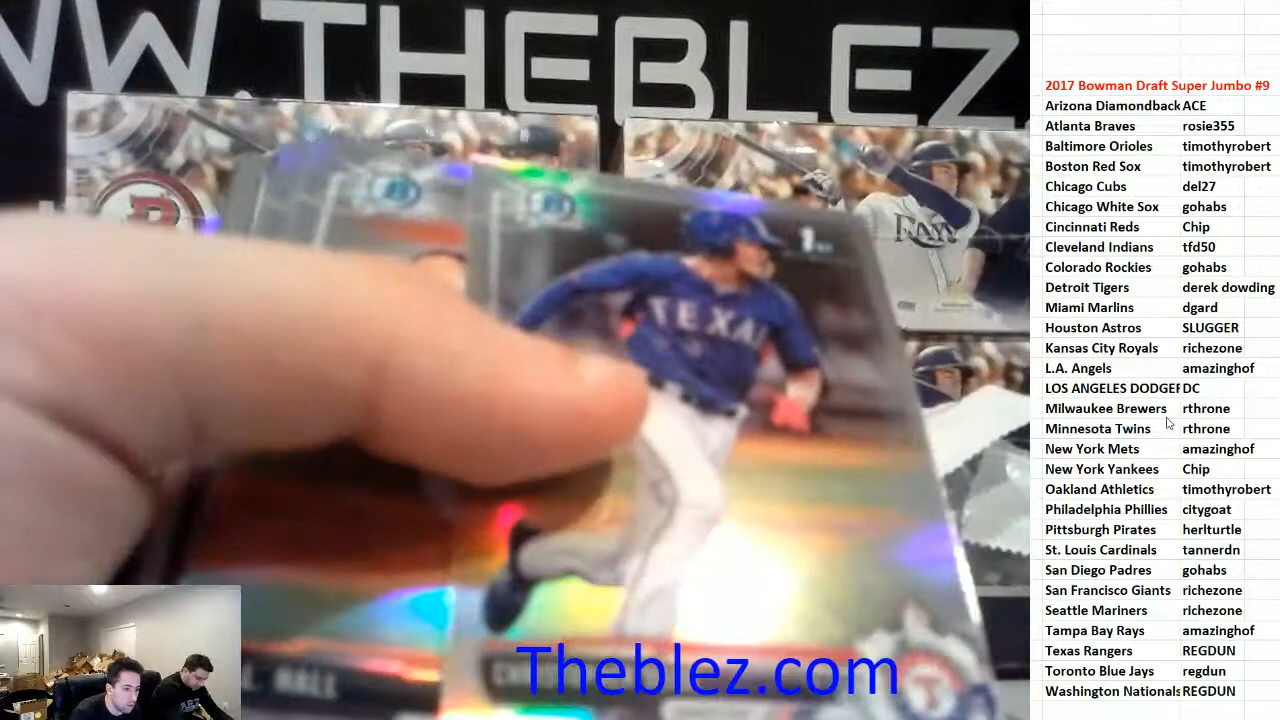 WWW.THEBLEZ
RAYS
1st
TEXAS
L. HALL
CH
Theblez.com
2017 Bowman Draft Super Jumbo #9
Arizona Diamondback ACE
Atlanta Braves rosie355
Baltimore Orioles timothyrobert
Boston Red Sox timothyrobert
Chicago Cubs del27
Chicago White Sox gohabs
Cincinnati Reds Chip
Cleveland Indians tfd50
Colorado Rockies gohabs
Detroit Tigers derek dowding
Miami Marlins dgard
Houston Astros SLUGGER
Kansas City Royals richezone
L.A. Angels amazinghof
LOS ANGELES DODGER DC
Milwaukee Brewers rthrone
Minnesota Twins rthrone
New York Mets amazinghof
New York Yankees Chip
Oakland Athletics timothyrobert
Philadelphia Phillies citygoat
Pittsburgh Pirates herlturtle
St. Louis Cardinals tannerdn
San Diego Padres gohabs
San Francisco Giants richezone
Seattle Mariners richezone
Tampa Bay Rays amazinghof
Texas Rangers REGDUN
Toronto Blue Jays regdun
Washington Nationals REGDUN